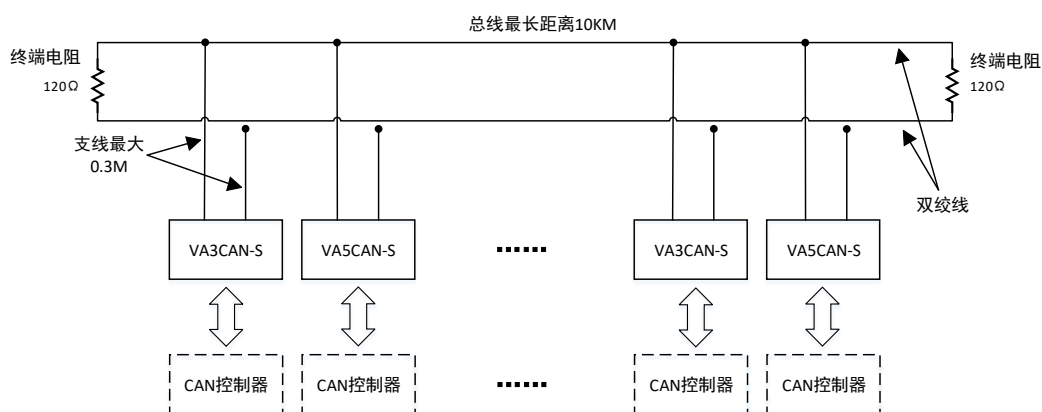 总线最长距离10KM
终端电阻
120Ω
终端电阻
120Ω
支线最大
0.3M
双绞线
VA3CAN-S
VA5CAN-S
······
VA3CAN-S
VA5CAN-S
CAN控制器
CAN控制器
······
CAN控制器
CAN控制器